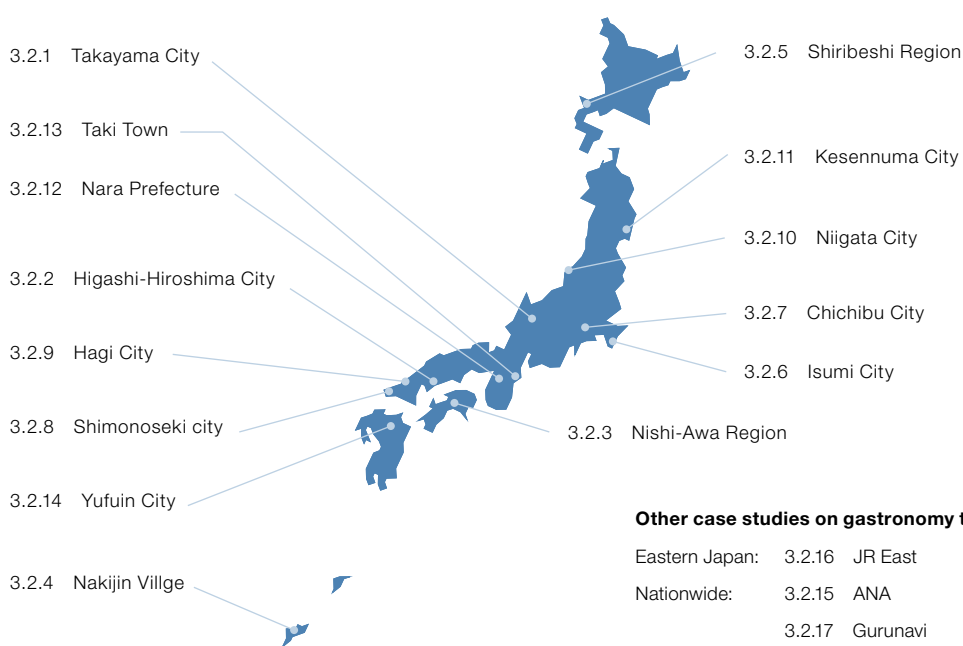 3.2.1 Takayama City
3.2.13 Taki Town
3.2.12 Nara Prefecture
3.2.2 Higashi-Hiroshima City
3.2.9 Hagi City
3.2.8 Shimonoseki city
3.2.14 Yufuin City
3.2.4 Nakijin Villge
3.2.5 Shiribeshi Region
3.2.11 Kesennuma City
3.2.10 Niigata City
3.2.7 Chichibu City
3.2.6 Isumi City
3.2.3 Nishi-Awa Region
Other case studies on gastronomy t
Eastern Japan: 3.2.16 JR East
Nationwide: 3.2.15 ANA
3.2.17 Gurunavi